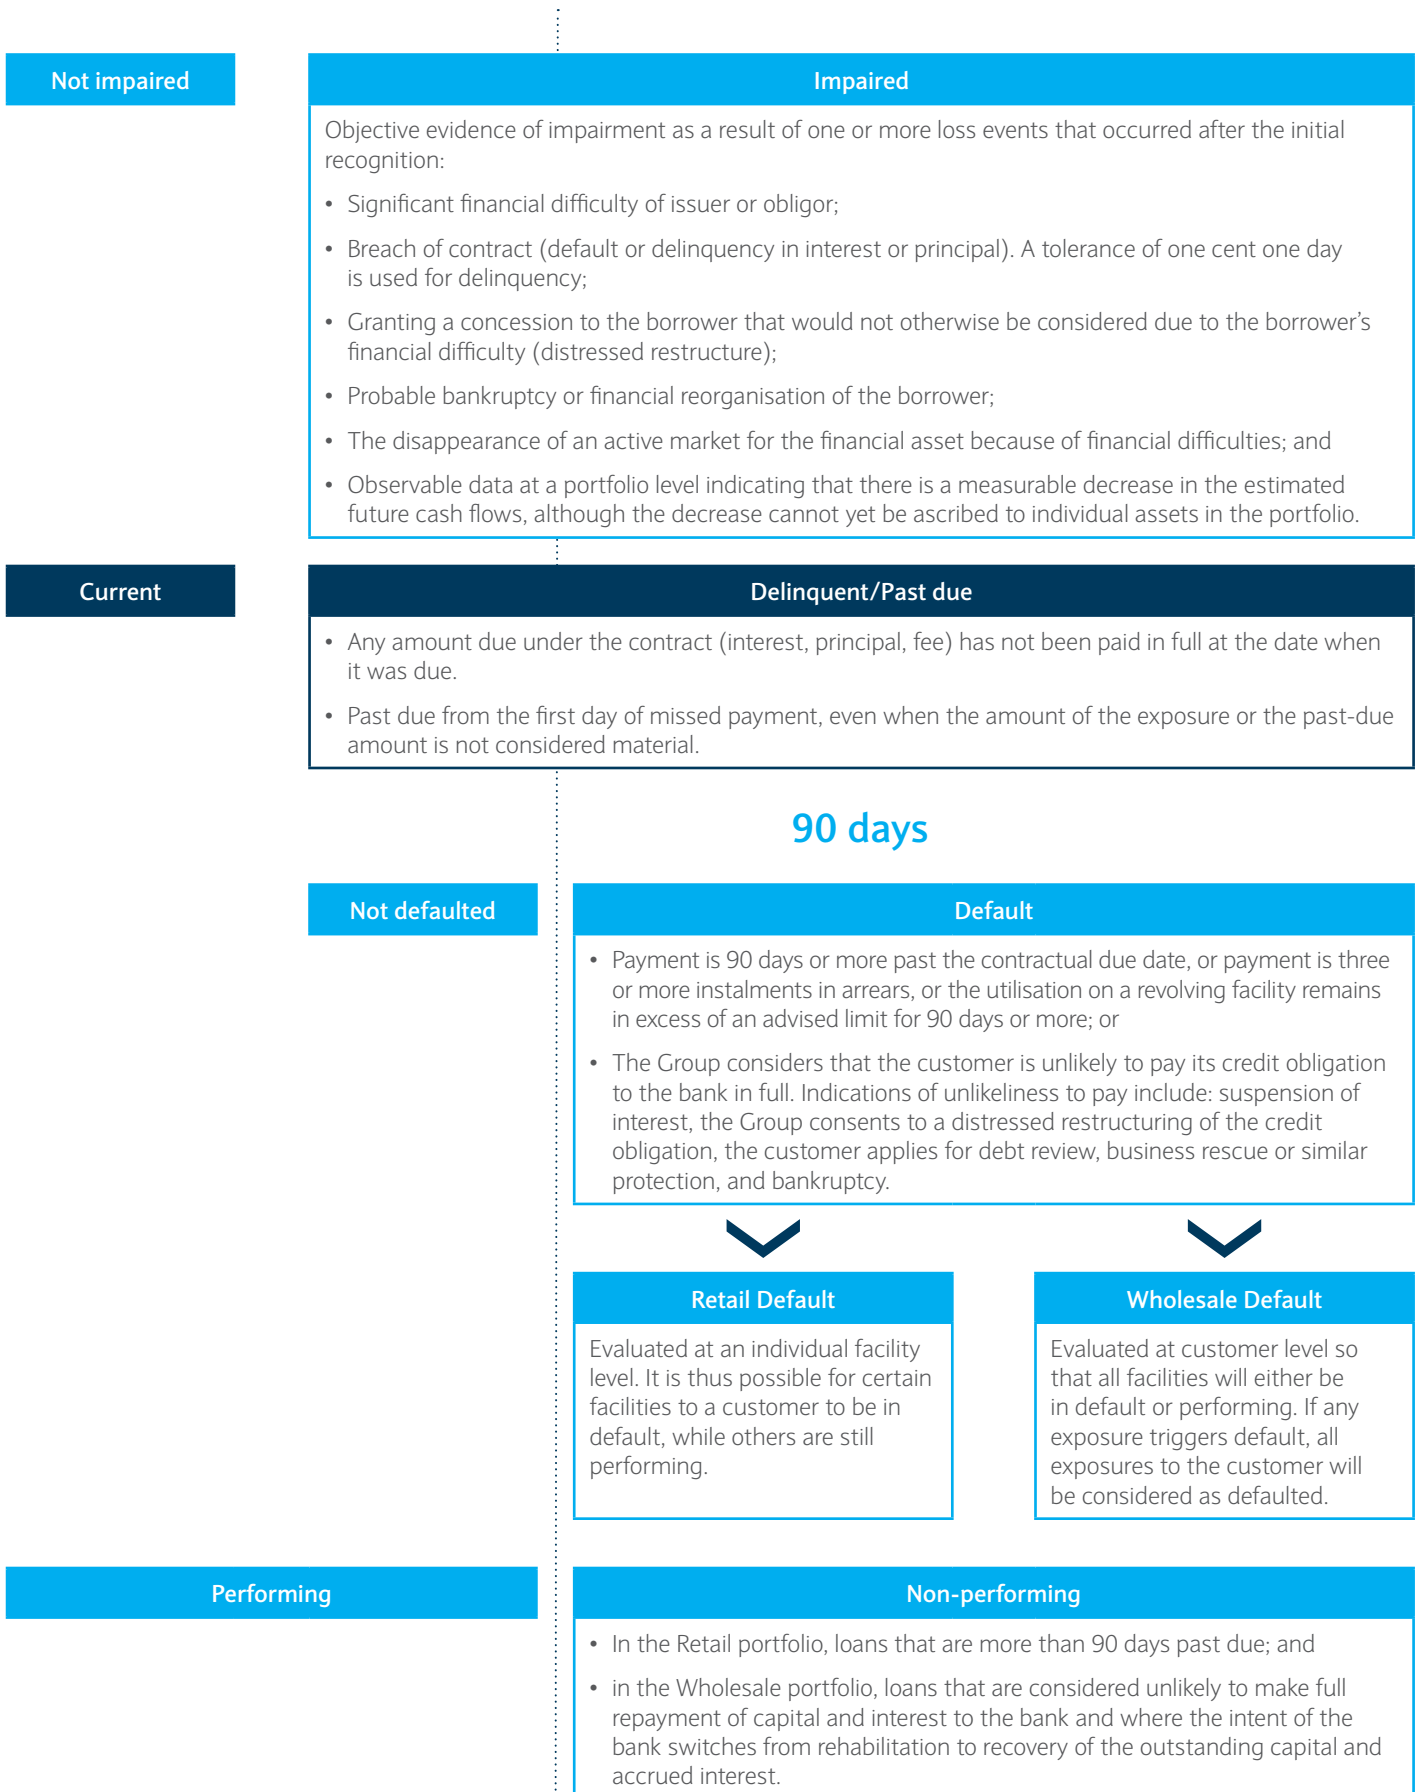 Not impaired
Impaired
Objective evidence of impairment as a result of one or more loss events that occurred after the initial
recognition:
• Significant financial difficulty of issuer or obligor;
• Breach of contract (default or delinquency in interest or principal). A tolerance of one cent one day
is used for delinquency;
• Granting a concession to the borrower that would not otherwise be considered due to the borrower’s
financial difficulty (distressed restructure);
• Probable bankruptcy or financial reorganisation of the borrower;
• The disappearance of an active market for the financial asset because of financial difficulties; and
• Observable data at a portfolio level indicating that there is a measurable decrease in the estimated
future cash flows, although the decrease cannot yet be ascribed to individual assets in the portfolio.
Current
Delinquent/Past due
• Any amount due under the contract (interest, principal, fee) has not been paid in full at the date when
it was due.
• Past due from the first day of missed payment, even when the amount of the exposure or the past-due
amount is not considered material.
90 days
Not defaulted
Default
• Payment is 90 days or more past the contractual due date, or payment is three
or more instalments in arrears, or the utilisation on a revolving facility remains
in excess of an advised limit for 90 days or more; or
• The Group considers that the customer is unlikely to pay its credit obligation
to the bank in full. Indications of unlikeliness to pay include: suspension of
interest, the Group consents to a distressed restructuring of the credit
obligation, the customer applies for debt review, business rescue or similar
protection, and bankruptcy.
Retail Default
Evaluated at an individual facility
level. It is thus possible for certain
facilities to a customer to be in
default, while others are still
performing.
Wholesale Default
Evaluated at customer level so
that all facilities will either be
in default or performing. If any
exposure triggers default, all
exposures to the customer will
be considered as defaulted.
Performing
Non-performing
• In the Retail portfolio, loans that are more than 90 days past due; and
• in the Wholesale portfolio, loans that are considered unlikely to make full
repayment of capital and interest to the bank and where the intent of the
bank switches from rehabilitation to recovery of the outstanding capital and
accrued interest.